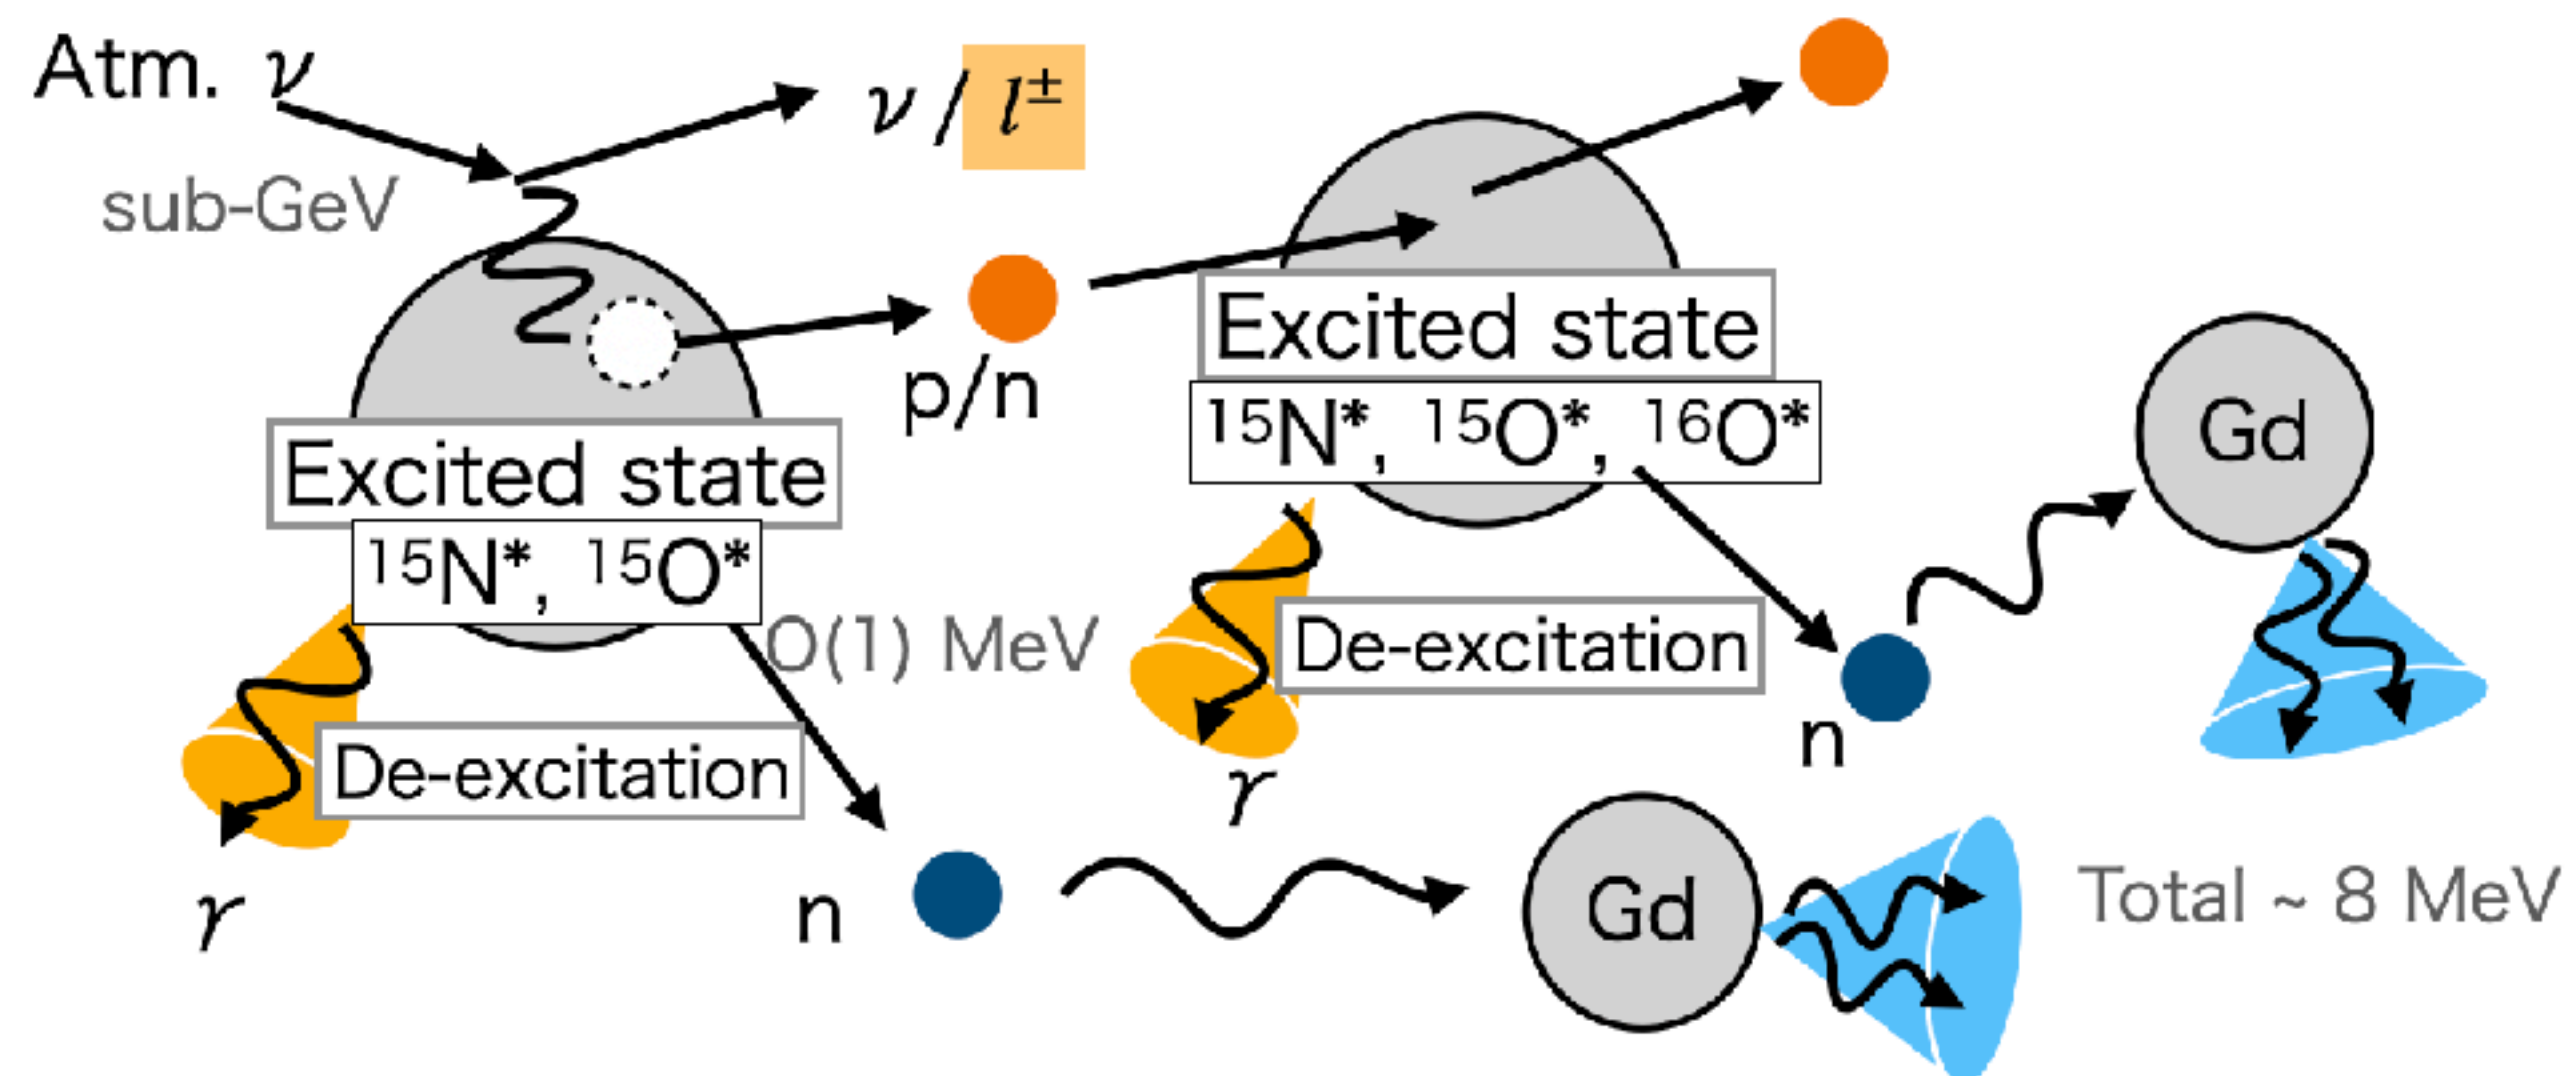 Atm. ν
ν / l±
sub-GeV
p/n
Excited state
¹⁵N*, ¹⁵O*, ¹⁶O*
Gd
Excited state
¹⁵N*, ¹⁵O*
O(1) MeV
De-excitation
n
De-excitation
γ
γ
n
Gd
Total ~ 8 MeV